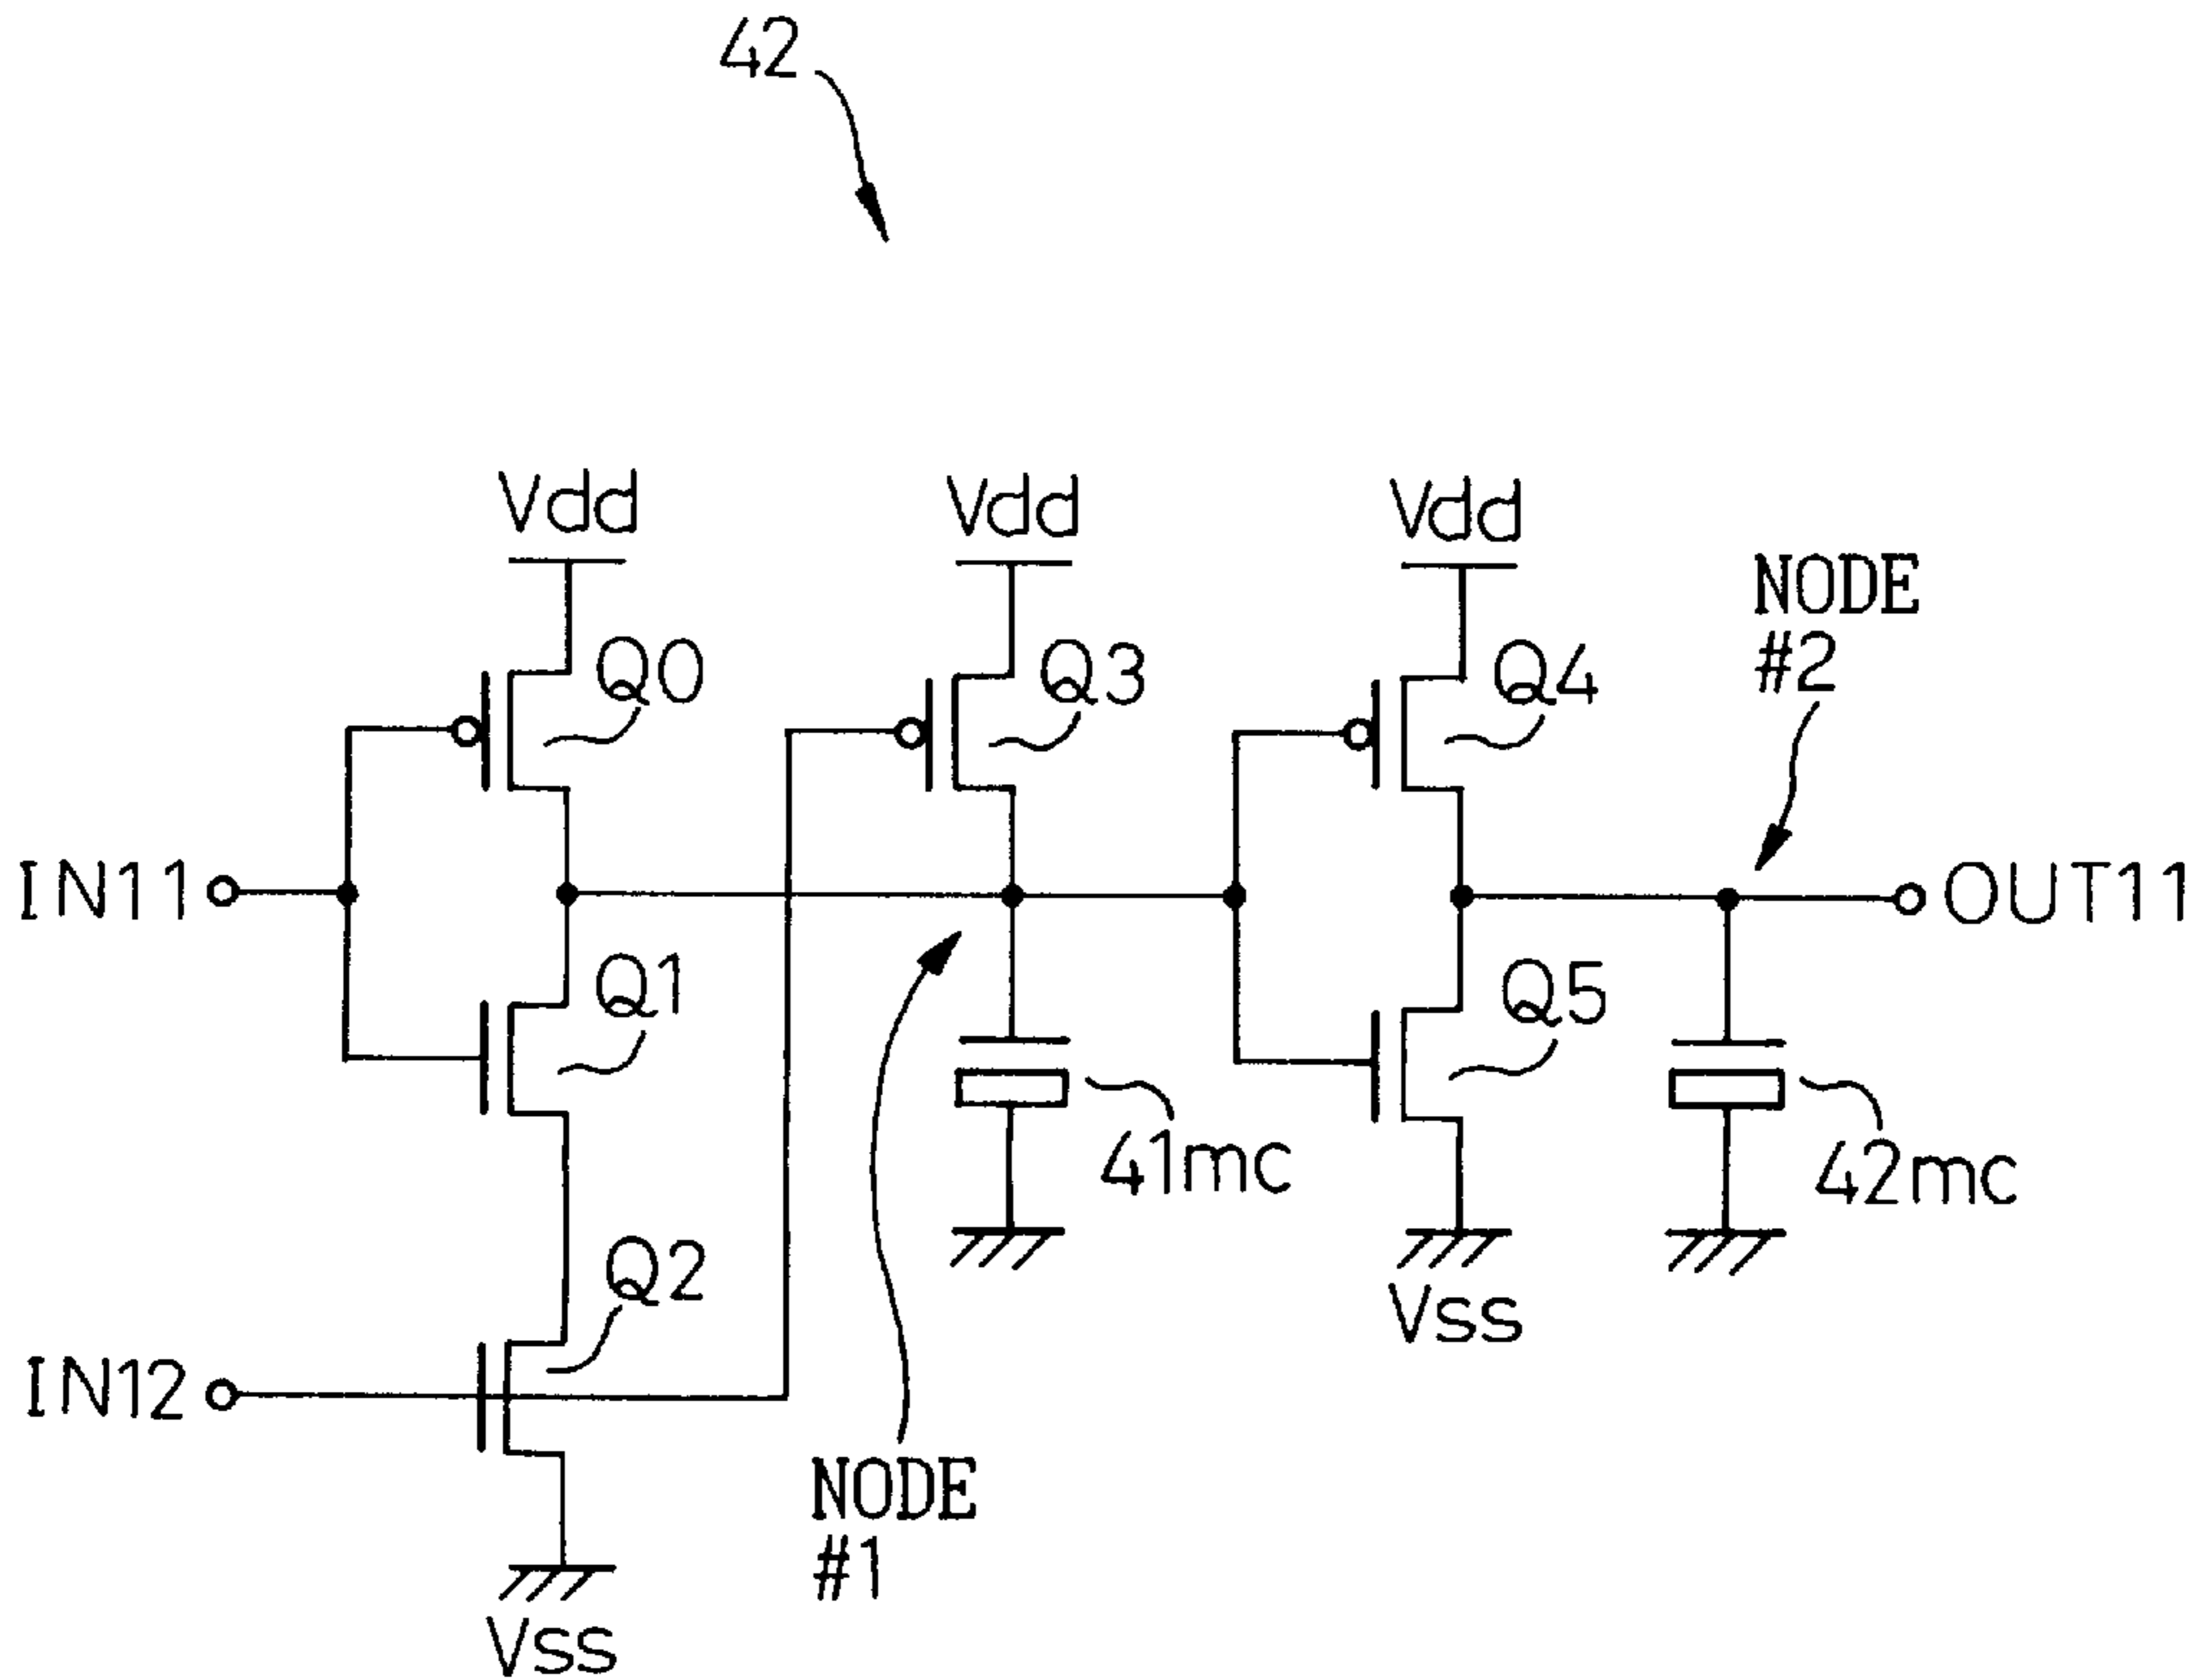 42
Vdd
Vdd
Vdd
NODE
#2
Q0
Q3
Q4
IN11
OUT11
Q1
Q5
41mc
42mc
Q2
Vss
IN12
NODE
#1
Vss